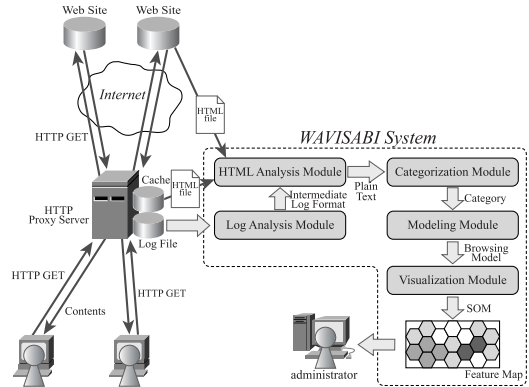 Web Site
Web Site
Internet
HTML
file
HTTP GET
WAVISABI System
Cache
HTML
file
HTML Analysis Module
Plain
Text
Categorization Module
HTTP
Proxy Server
Intermediate
Log Format
Category
Log File
Log Analysis Module
Modeling Module
Browsing
Model
HTTP GET
HTTP GET
Visualization Module
Contents
SOM
administrator
Feature Map